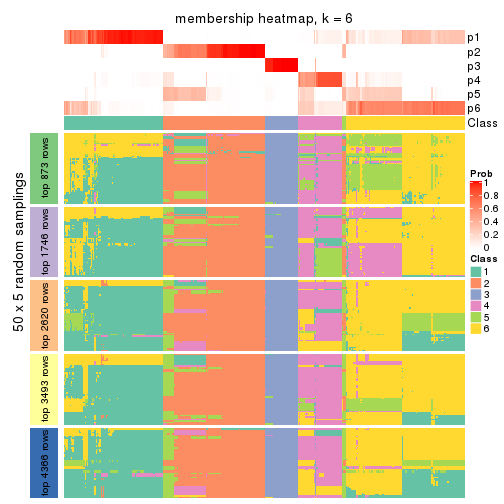 membership heatmap, k = 6
p1
p2
p3
p4
p5
p6
Class
50 x 5 random samplings
top 873 rows
top 1746 rows
top 2620 rows
top 3493 rows
top 4366 rows
Prob
1
0.8
0.6
0.4
0.2
0
Class
1
2
3
4
5
6